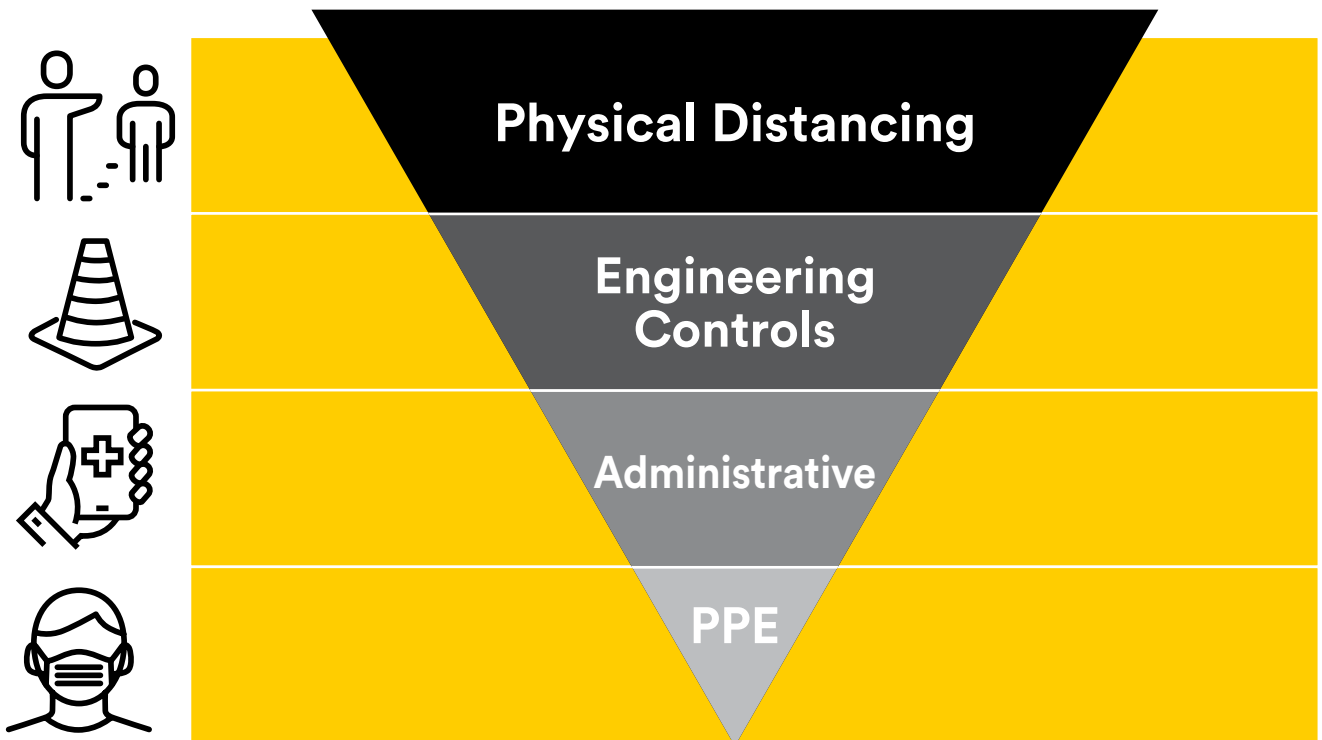 Physical Distancing
Engineering
Controls
Administrative
PPE